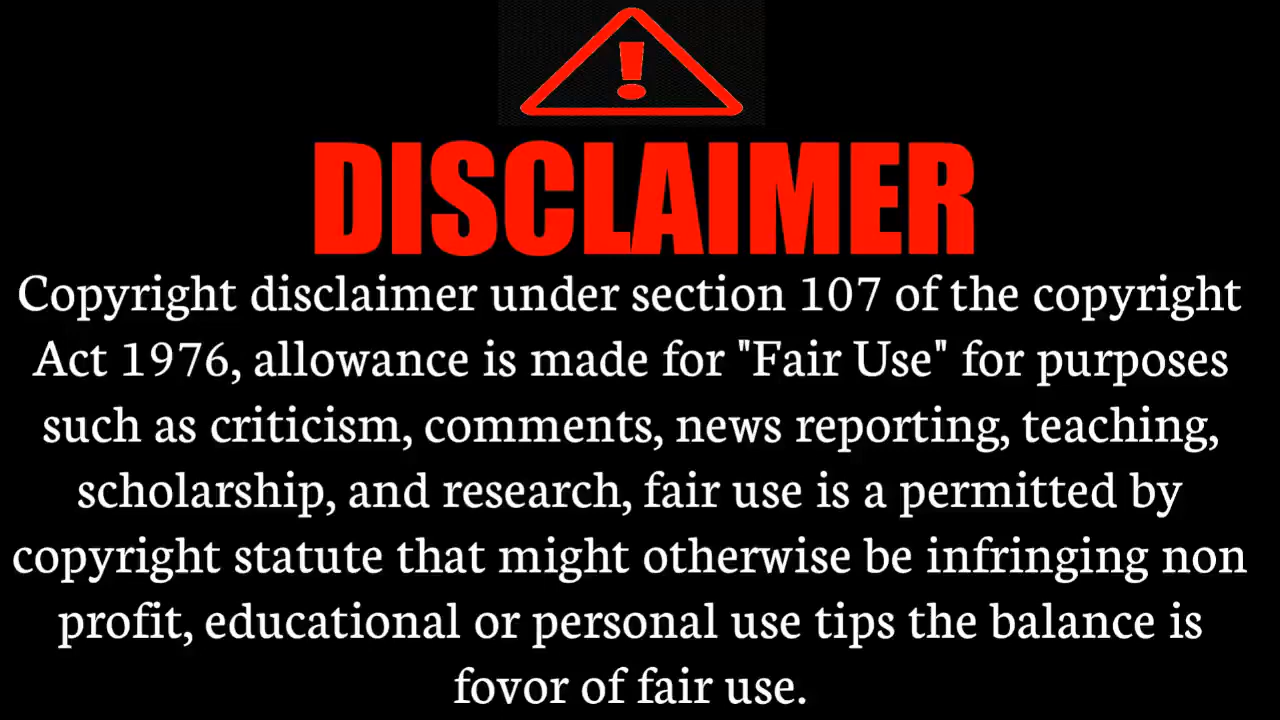 DISCLAIMER
Copyright disclaimer under section 107 of the copyright
Act 1976, allowance is made for "Fair Use" for purposes
such as criticism, comments, news reporting, teaching,
scholarship, and research, fair use is a permitted by
copyright statute that might otherwise be infringing non
profit, educational or personal use tips the balance is
fovor of fair use.